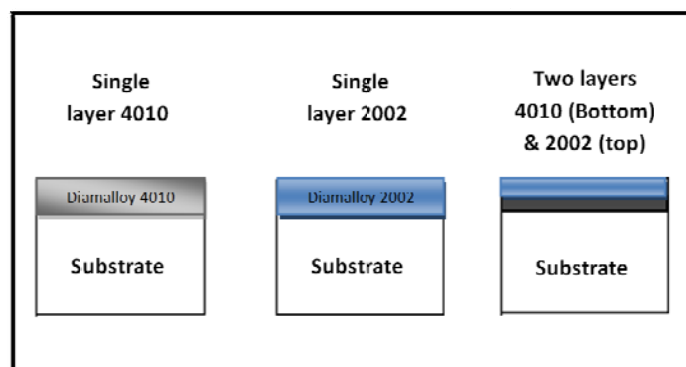 Single
layer 4010
Single
layer 2002
Two layers
4010 (Bottom)
& 2002 (top)
Diamalloy 4010
Diamalloy 2002
Substrate
Substrate
Substrate